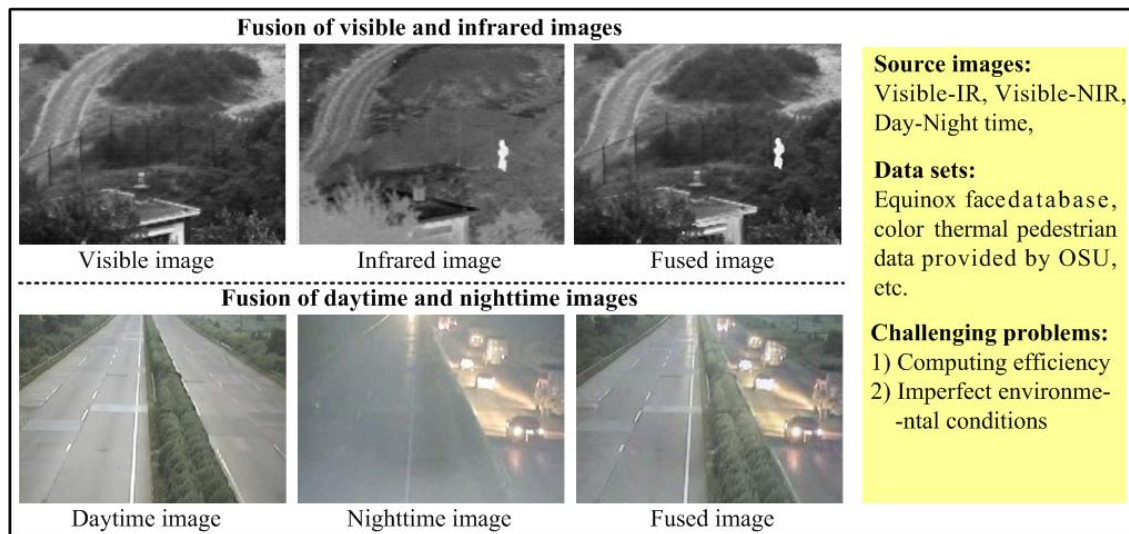 Fusion of visible and infrared images
Visible image
Infrared image
Fused image
Fusion of daytime and nighttime images
Daytime image
Nighttime image
Fused image
Source images:
Visible-IR, Visible-NIR,
Day-Night time,
Data sets:
Equinox facedatabase,
color thermal pedestrian
data provided by OSU,
etc.
Challenging problems:
1) Computing efficiency
2) Imperfect environme-
-ntal conditions